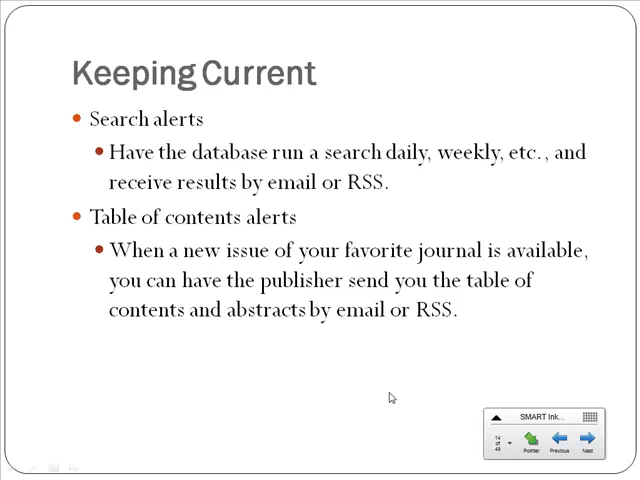 Keeping Current
Search alerts
Have the database run a search daily, weekly, etc., and
receive results by email or RSS.
Table of contents alerts
When a new issue of your favorite journal is available,
you can have the publisher send you the table of
contents and abstracts by email or RSS.
SMART Ink...
14
of
49
Pointer Previous Next